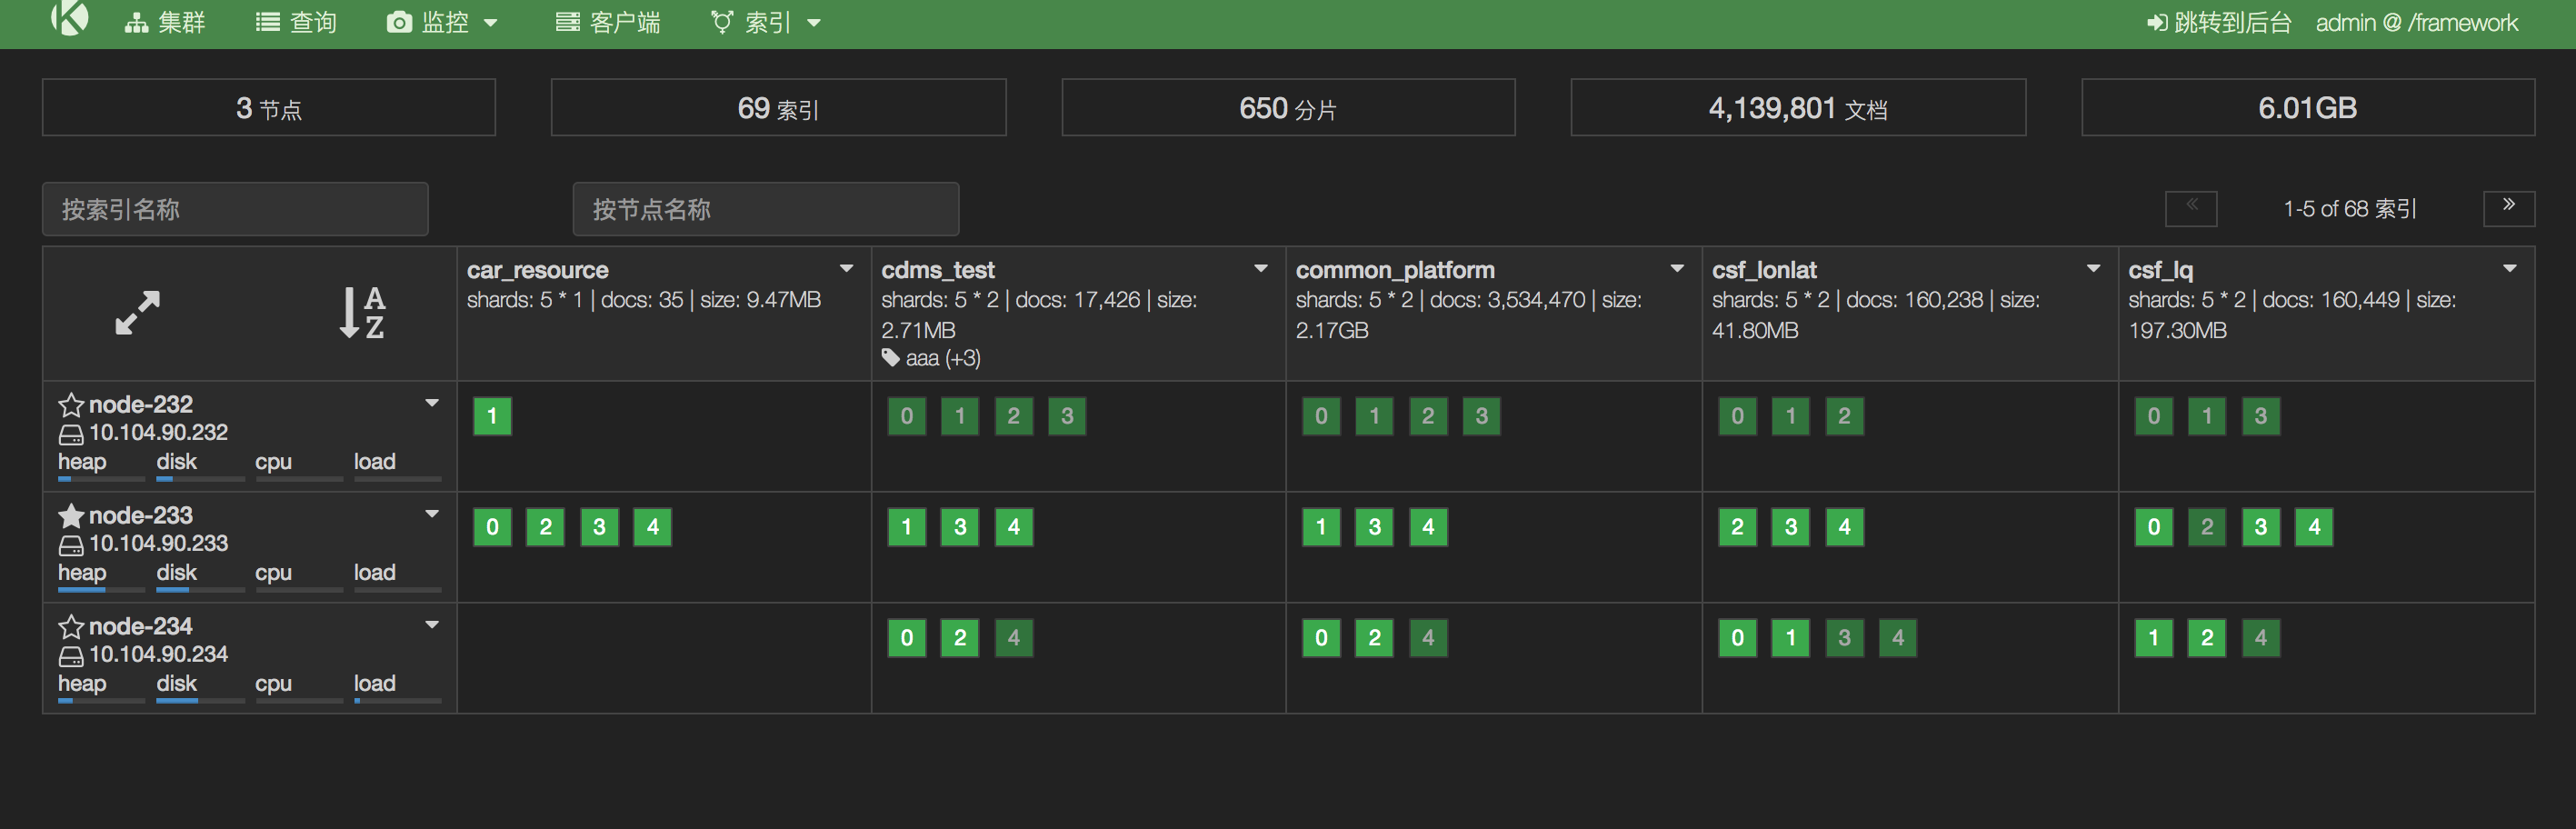 集群 查询 监控 客户端 索引 跳转到后台 admin @ /framework
3 节点 69 索引 650 分片 4,139,801 文档 6.01GB
按索引名称 按节点名称 « 1-5 of 68 索引 »
car_resource
shards: 5 * 1 | docs: 35 | size: 9.47MB
cdms_test
shards: 5 * 2 | docs: 17,426 | size:
2.71MB
aaa (+3)
common_platform
shards: 5 * 2 | docs: 3,534,470 | size:
2.17GB
csf_lonlat
shards: 5 * 2 | docs: 160,238 | size:
41.80MB
csf_lq
shards: 5 * 2 | docs: 160,449 | size:
197.30MB
A
Z
node-232
10.104.90.232
heap disk cpu load
1
0 1 2 3
0 1 2 3
0 1 2
0 1 3
node-233
10.104.90.233
heap disk cpu load
0 2 3 4
1 3 4
1 3 4
2 3 4
0 2 3 4
node-234
10.104.90.234
heap disk cpu load
0 2 4
0 2 4
0 1 3 4
1 2 4